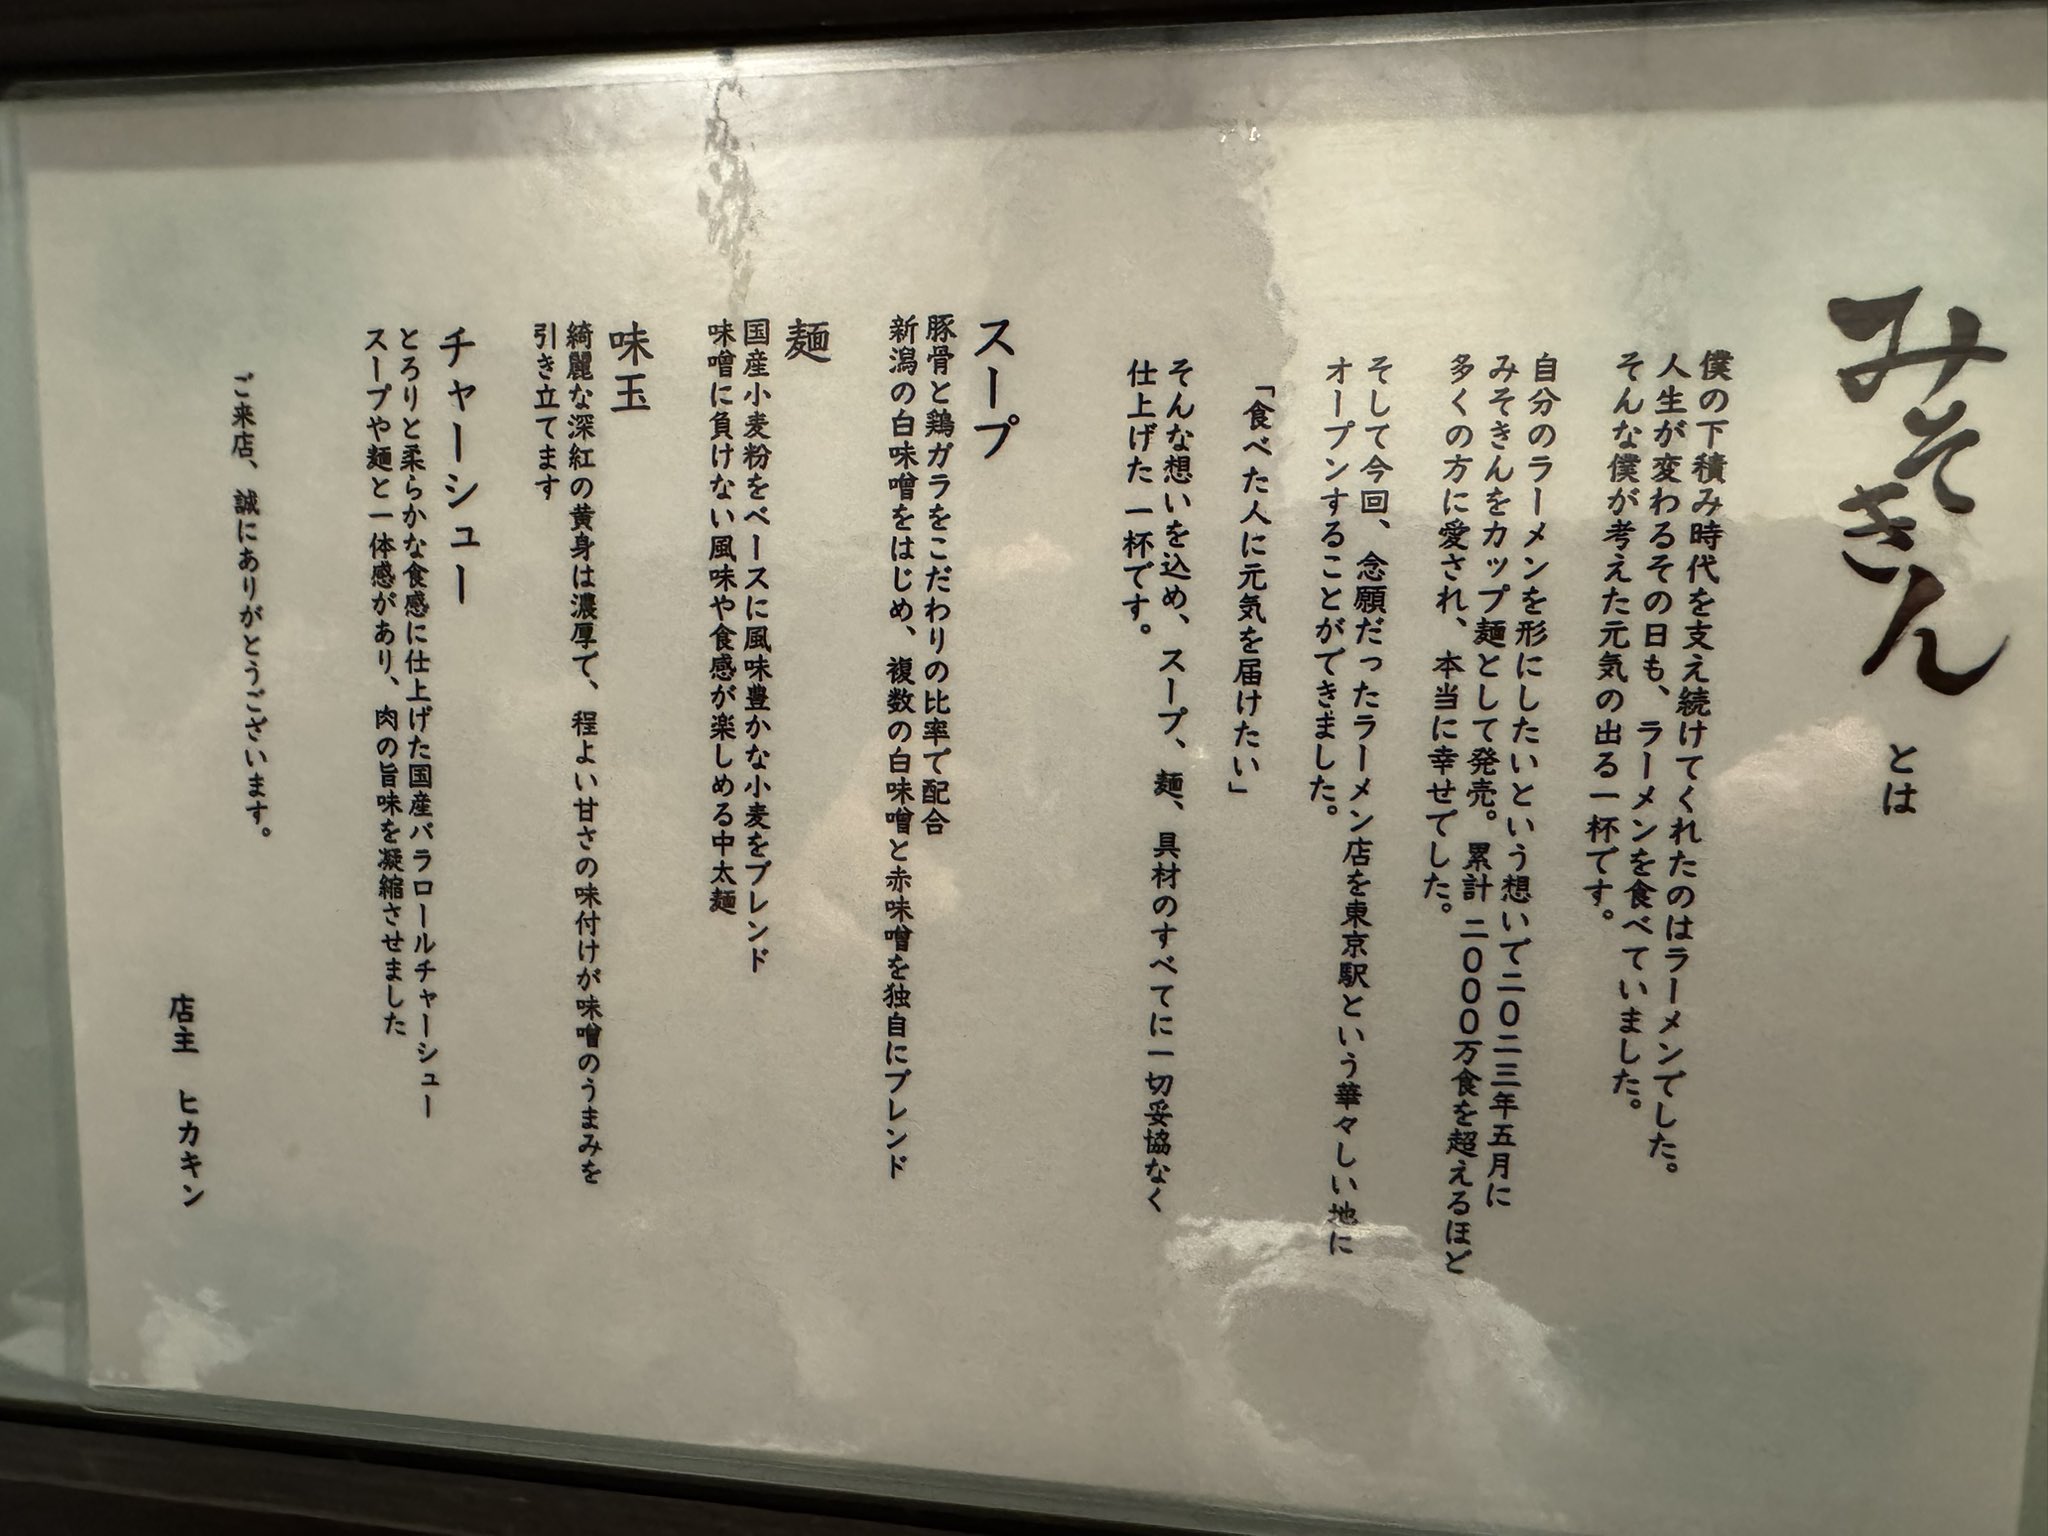 みそきん とは
僕の下積み時代を支え続けてくれたのはラーメンでした。
人生が変わるその日も、ラーメンを食べていました。
そんな僕が考えた元気の出る一杯です。
自分のラーメンを形にしたいという想いで二〇二三年五月に
みそきんをカップ麺として発売。累計二〇〇〇万食を超えるほど
多くの方に愛され、本当に幸せでした。
そして今回、念願だったラーメン店を東京駅という華々しい地に
オープンすることができました。
「食べた人に元気を届けたい」
そんな想いを込め、スープ、麺、具材のすべてに一切妥協なく
仕上げた一杯です。
スープ
豚骨と鶏ガラをこだわりの比率で配合
新潟の白味噌をはじめ、複数の白味噌と赤味噌を独自にブレンド
麺
国産小麦粉をベースに風味豊かな小麦をブレンド
味噌に負けない風味や食感が楽しめる中太麺
味玉
綺麗な深紅の黄身は濃厚で、程よい甘さの味付けが味噌のうまみを
引き立てます
チャーシュー
とろりと柔らかな食感に仕上げた国産バラロールチャーシュー
スープや麺と一体感があり、肉の旨味を凝縮させました
ご来店、誠にありがとうございます。
店主 ヒカキン